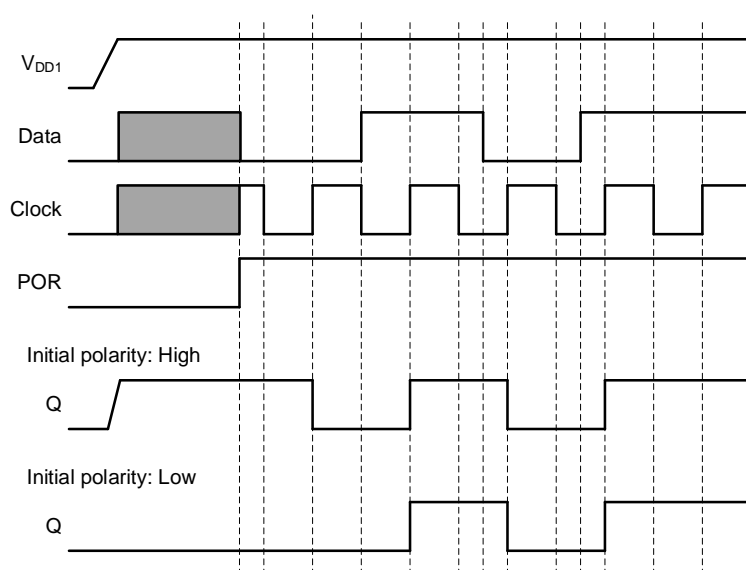 VDD1
Data
Clock
POR
Initial polarity: High
Q
Initial polarity: Low
Q